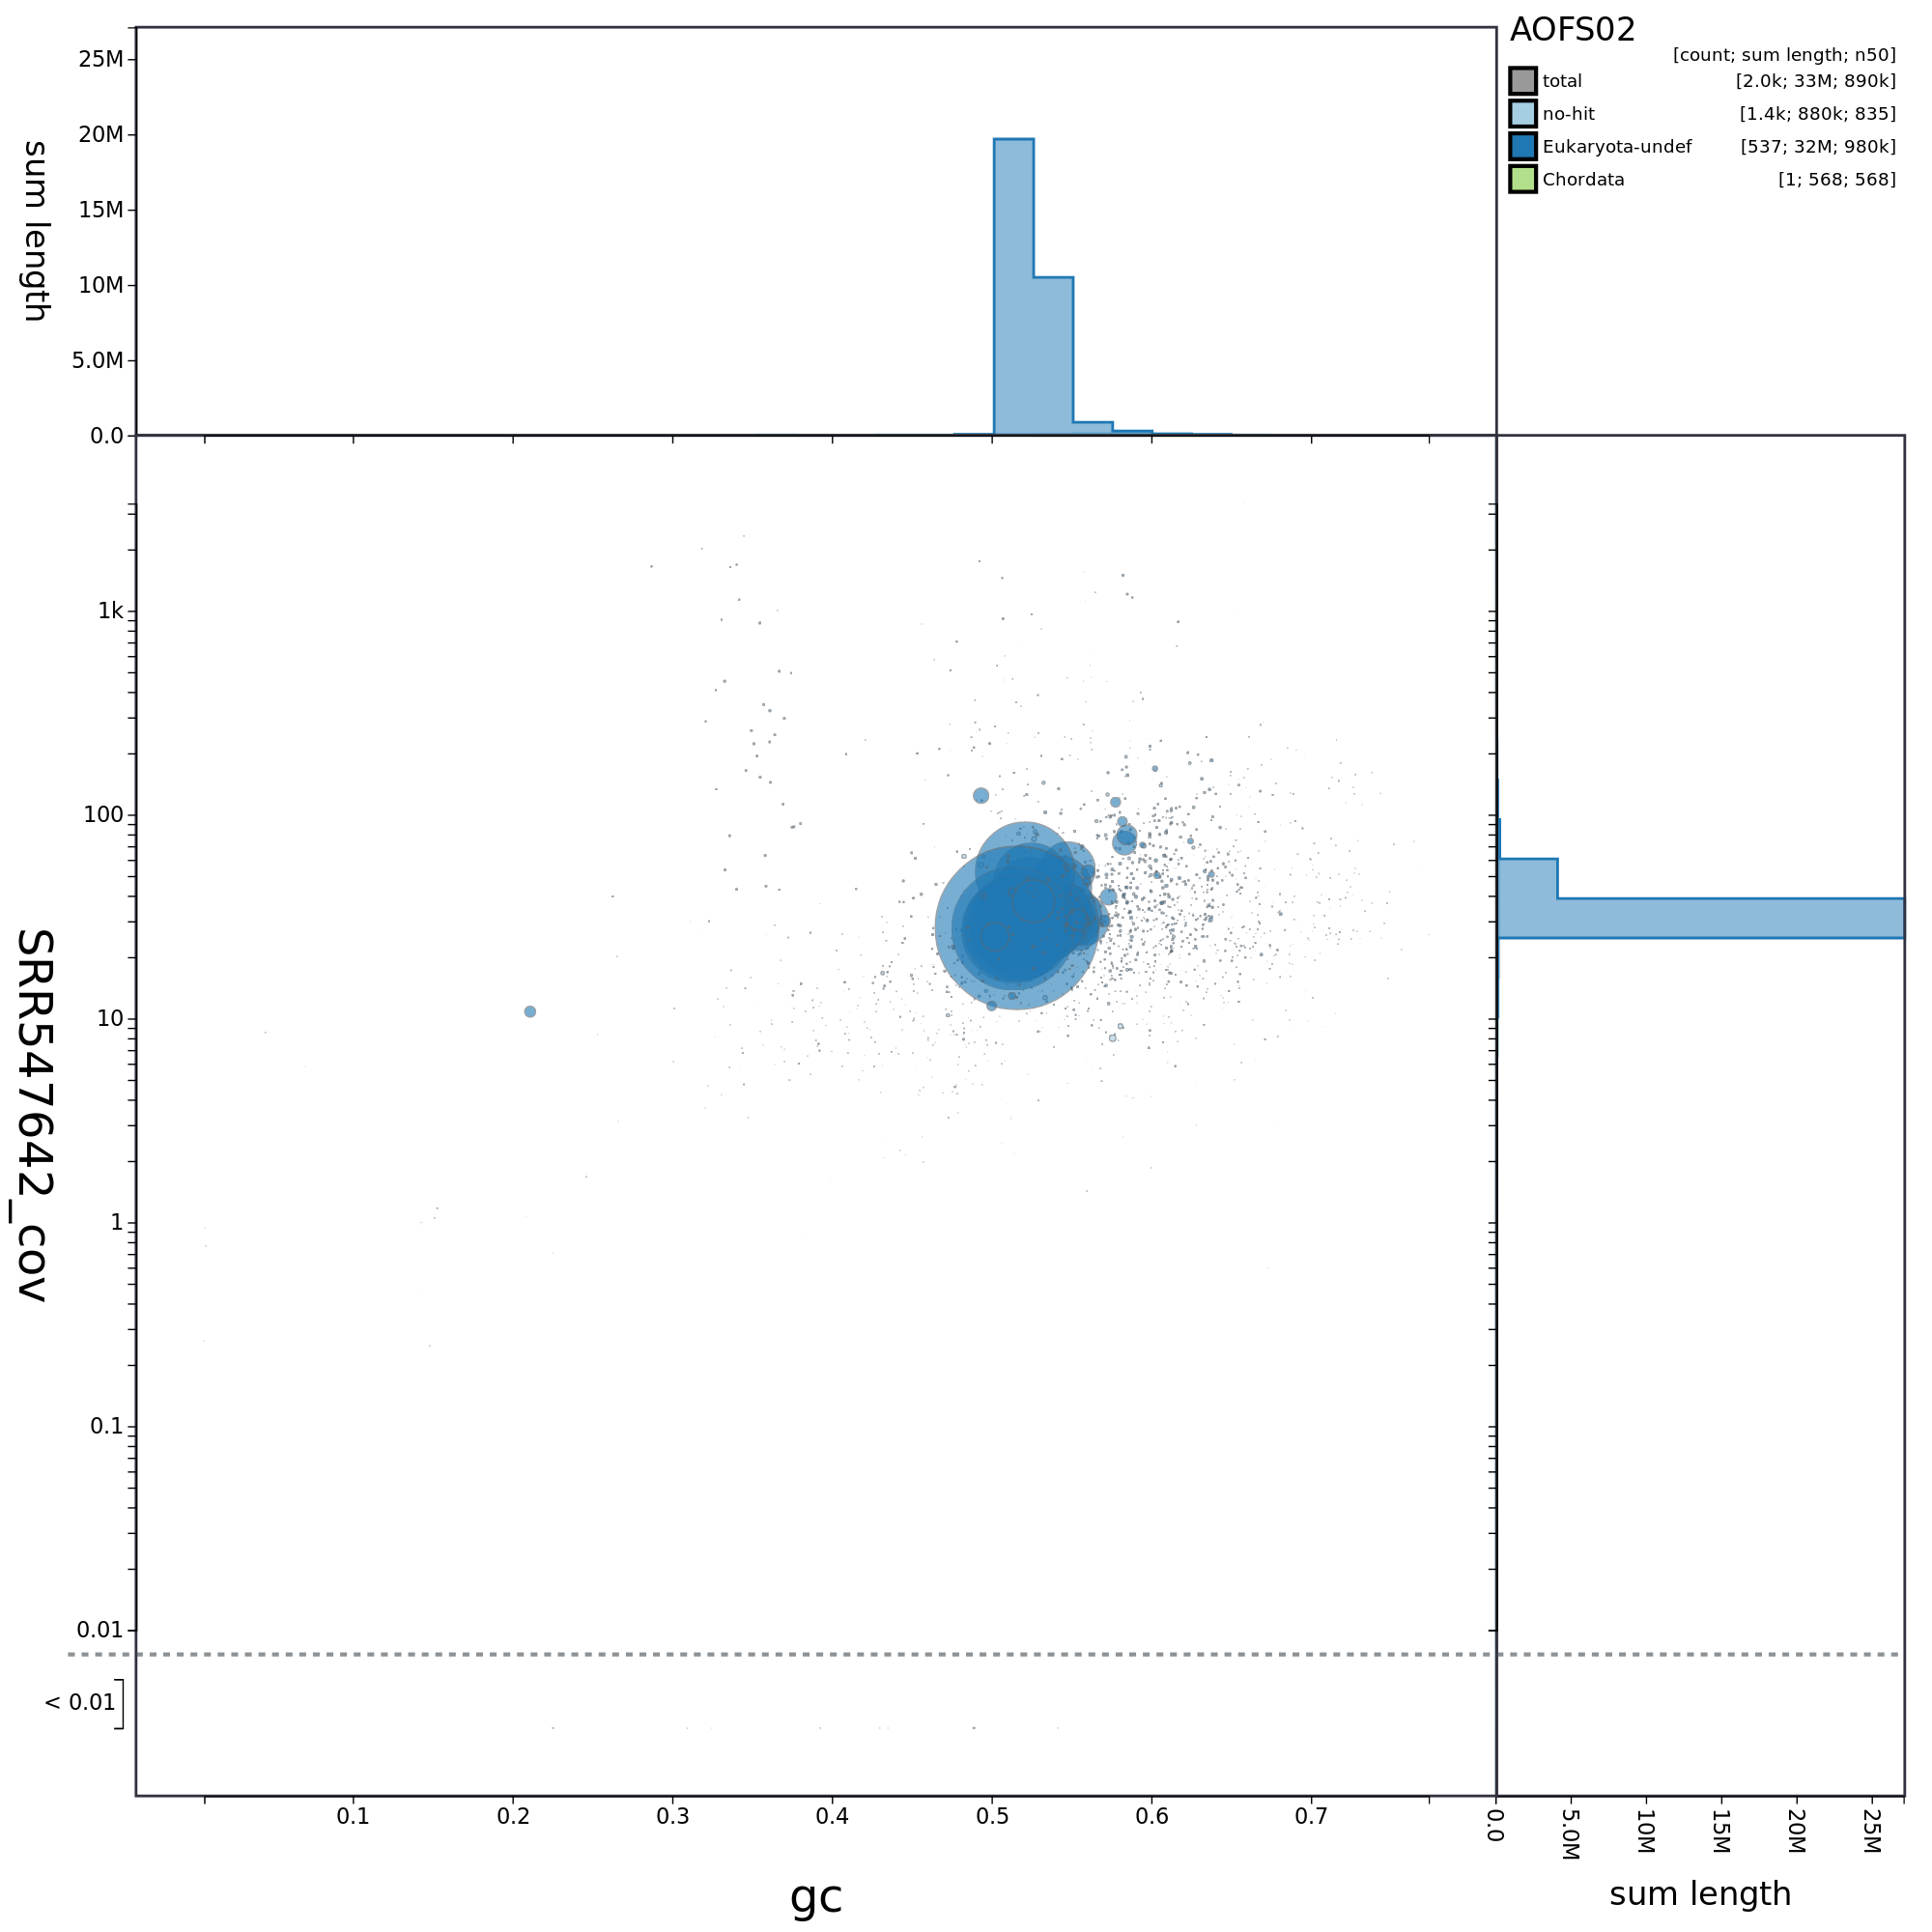 AOFS02
[count; sum length; n50]
total [2.0k; 33M; 890k]
no-hit [1.4k; 880k; 835]
Eukaryota-undef [537; 32M; 980k]
Chordata [1; 568; 568]
sum length
25M
20M
15M
10M
5.0M
0.0
SRR547642_cov
1k
100
10
1
0.1
0.01
< 0.01
0.1 0.2 0.3 0.4 0.5 0.6 0.7
gc
0.0 5.0M 10M 15M 20M 25M
sum length